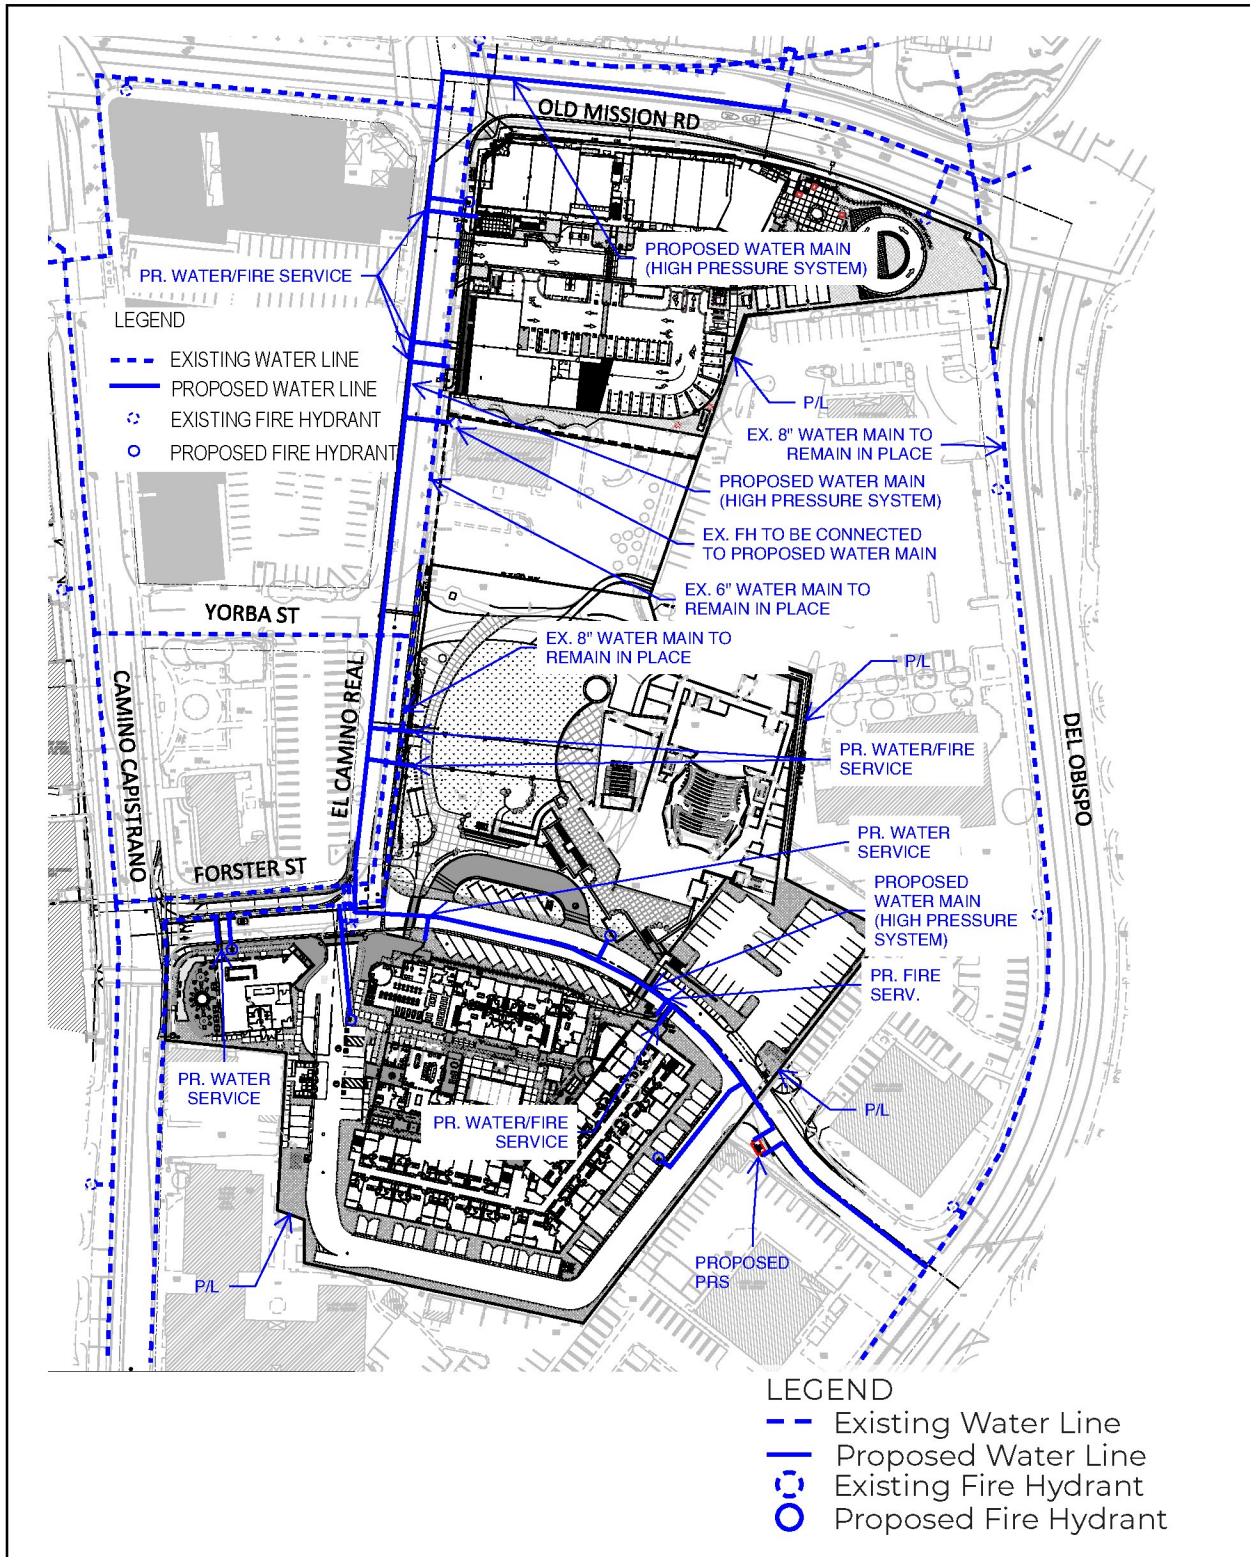 OLD MISSION RD
PROPOSED WATER MAIN
(HIGH PRESSURE SYSTEM)
PR. WATER/FIRE SERVICE
LEGEND
EXISTING WATER LINE
PROPOSED WATER LINE
EXISTING FIRE HYDRANT
PROPOSED FIRE HYDRANT
P/L
EX. 8" WATER MAIN TO
REMAIN IN PLACE
PROPOSED WATER MAIN
(HIGH PRESSURE SYSTEM)
EX. FH TO BE CONNECTED
TO PROPOSED WATER MAIN
EX. 6" WATER MAIN TO
REMAIN IN PLACE
YORBA ST
EX. 8" WATER MAIN TO
REMAIN IN PLACE
P/L
CAMINO CAPISTRANO
EL CAMINO REAL
DEL OBISPO
PR. WATER/FIRE
SERVICE
PR. WATER
SERVICE
FORSTER ST
PROPOSED
WATER MAIN
(HIGH PRESSURE
SYSTEM)
PR. FIRE
SERV.
PR. WATER
SERVICE
PR. WATER/FIRE
SERVICE
P/L
P/L
PROPOSED
PRS
LEGEND
Existing Water Line
Proposed Water Line
Existing Fire Hydrant
Proposed Fire Hydrant